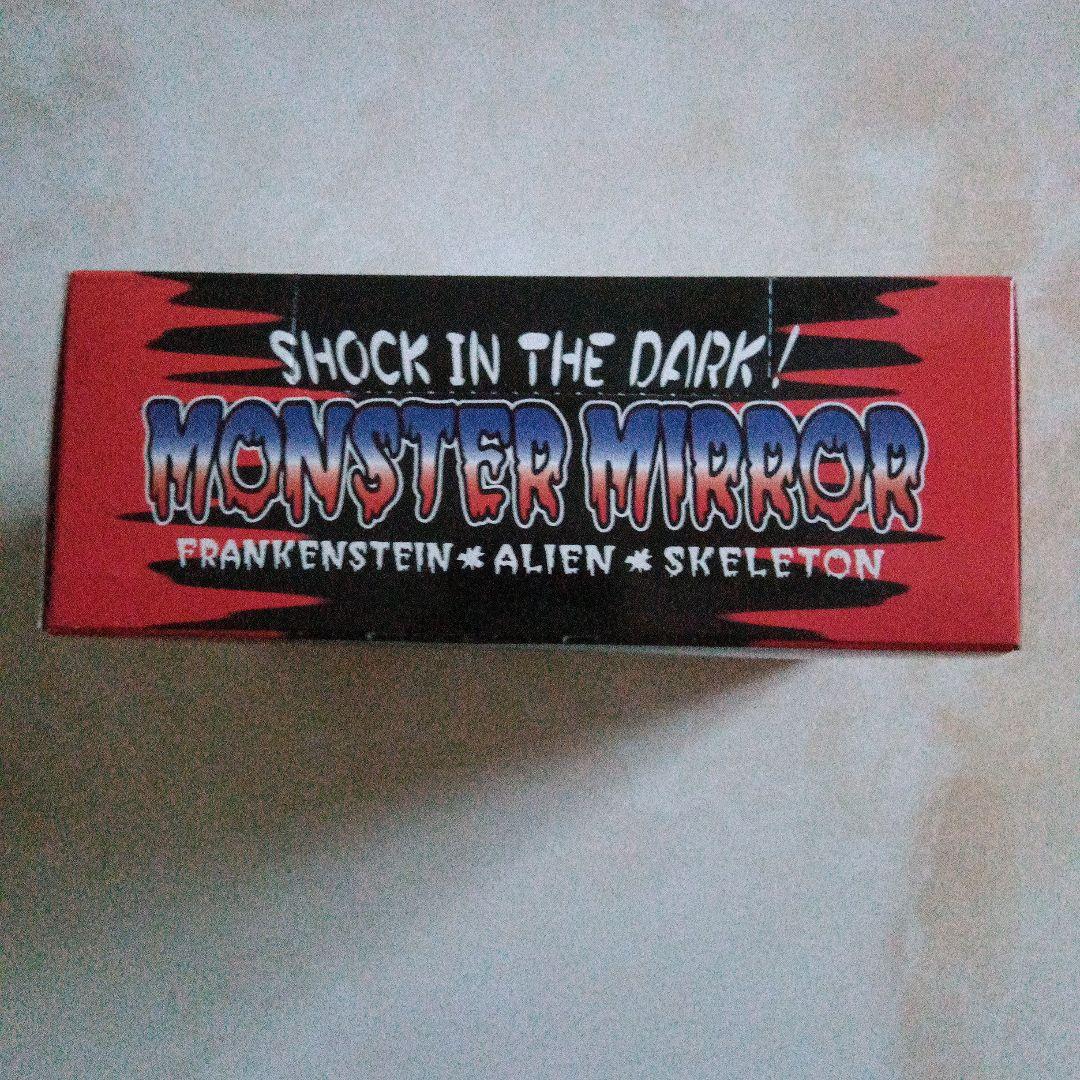 SHOCK IN THE DARK!
MONSTER MIRROR
FRANKENSTEIN * ALIEN * SKELETON